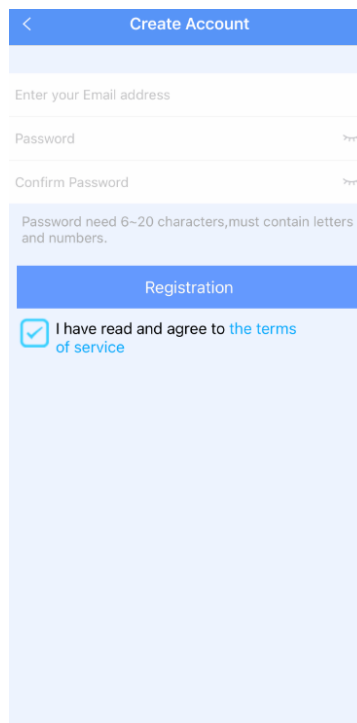 Create Account
Enter your Email address
Password
Confirm Password
Password need 6~20 characters,must contain letters
and numbers.
Registration
I have read and agree to the terms
of service